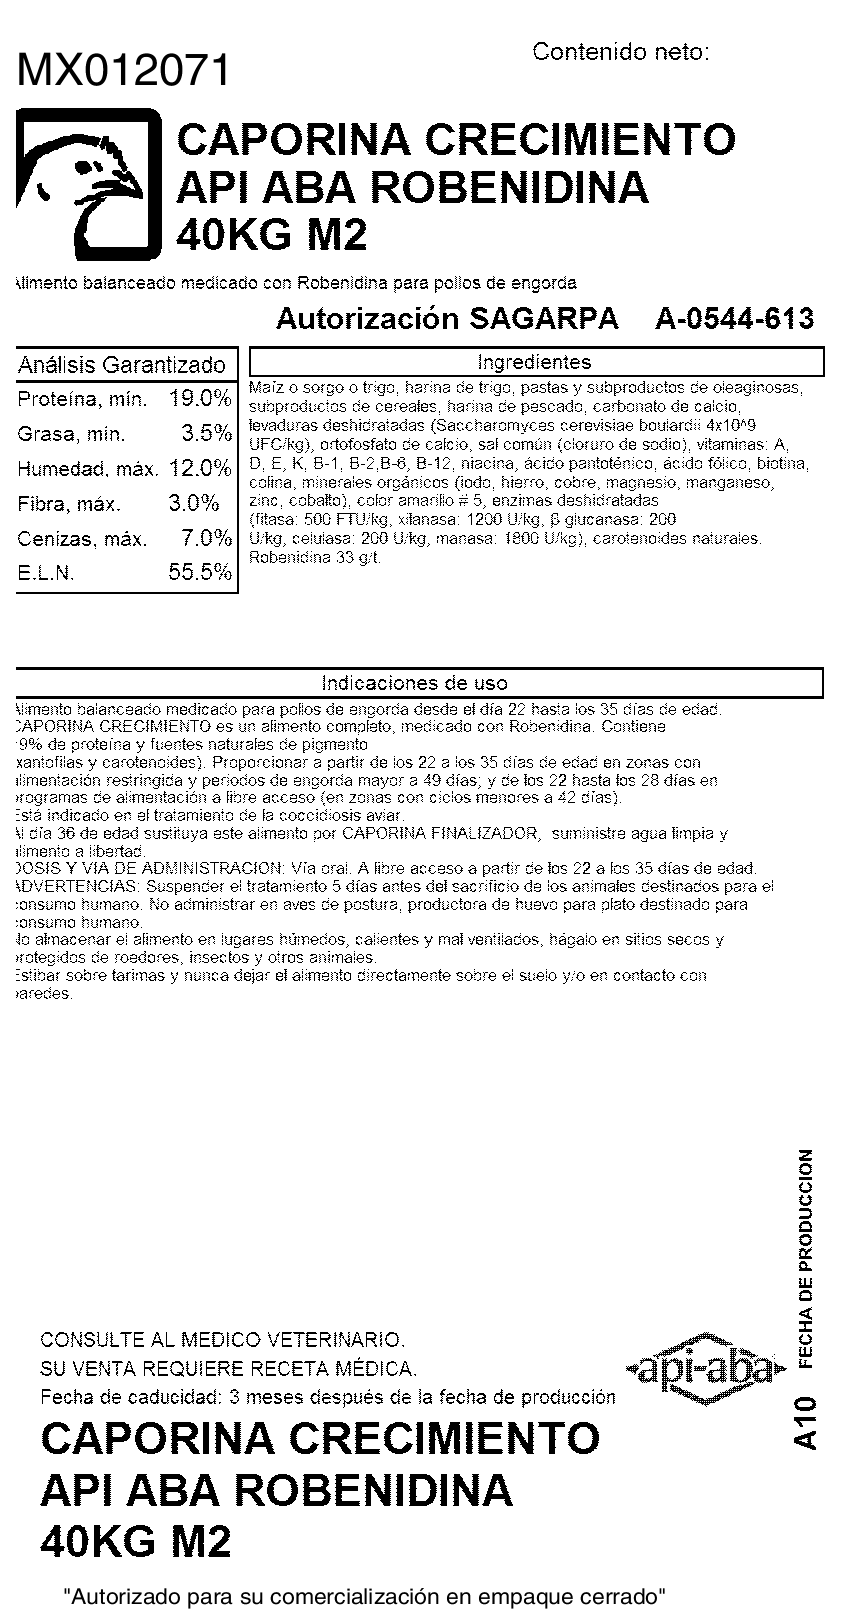 Contenido neto:
MX012071
CAPORINA CRECIMIENTO
API ABA ROBENIDINA
40KG M2
Alimento balanceado medicado con Robenidina para pollos de engorda
Autorización SAGARPA A-0544-613
Análisis Garantizado
Proteína, mín. 19.0%
Grasa, mín. 3.5%
Humedad, máx. 12.0%
Fibra, máx. 3.0%
Cenizas, máx. 7.0%
E.L.N. 55.5%
Ingredientes
Maíz o sorgo o trigo, harina de trigo, pastas y subproductos de oleaginosas,
subproductos de cereales, harina de pescado, carbonato de calcio,
levaduras deshidratadas (Saccharomyces cerevisiae boulardii 4x10^9
UFC/kg), ortofosfato de calcio, sal común (cloruro de sodio), vitaminas: A,
D, E, K, B-1, B-2,B-6, B-12, niacina, ácido pantoténico, ácido fólico, biotina,
colina, minerales orgánicos (iodo, hierro, cobre, magnesio, manganeso,
zinc, cobalto), color amarillo # 5, enzimas deshidratadas
(fitasa: 500 FTU/kg, xilanasa: 1200 U/kg, β glucanasa: 200
U/kg, celulasa: 200 U/kg, manasa: 1800 U/kg), carotenoides naturales.
Robenidina 33 g/t.
Indicaciones de uso
Alimento balanceado medicado para pollos de engorda desde el día 22 hasta los 35 días de edad.
CAPORINA CRECIMIENTO es un alimento completo, medicado con Robenidina. Contiene
19% de proteína y fuentes naturales de pigmento
(xantofilas y carotenoides). Proporcionar a partir de los 22 a los 35 días de edad en zonas con
alimentación restringida y periodos de engorda mayor a 49 días; y de los 22 hasta los 28 días en
programas de alimentación a libre acceso (en zonas con ciclos menores a 42 días).
Está indicado en el tratamiento de la coccidiosis aviar.
Al día 36 de edad sustituya este alimento por CAPORINA FINALIZADOR, suministre agua limpia y
alimento a libertad.
DOSIS Y VIA DE ADMINISTRACION: Vía oral. A libre acceso a partir de los 22 a los 35 días de edad.
ADVERTENCIAS: Suspender el tratamiento 5 días antes del sacrificio de los animales destinados para el
consumo humano. No administrar en aves de postura, productora de huevo para plato destinado para
consumo humano.
No almacenar el alimento en lugares húmedos, calientes y mal ventilados, hágalo en sitios secos y
protegidos de roedores, insectos y otros animales.
Estibar sobre tarimas y nunca dejar el alimento directamente sobre el suelo y/o en contacto con
paredes.
A10 FECHA DE PRODUCCION
CONSULTE AL MEDICO VETERINARIO.
SU VENTA REQUIERE RECETA MÉDICA.
Fecha de caducidad: 3 meses después de la fecha de producción
api-aba
CAPORINA CRECIMIENTO
API ABA ROBENIDINA
40KG M2
"Autorizado para su comercialización en empaque cerrado"